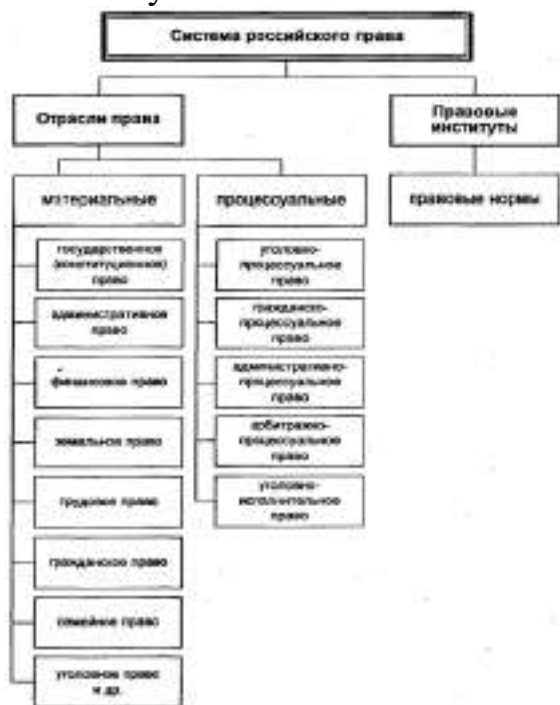 Система российского права
Отрасли права
Правовые
институты
материальные
процессуальные
правовые нормы
государственное
(конституционное)
право
уголовно-
процессуальное
право
административное
право
гражданско-
процессуальное
право
финансовое право
административно-
процессуальное
право
земельное право
арбитражно-
процессуальное
право
трудовое право
уголовно-
исполнительное
право
гражданское право
семейное право
уголовное право
и др.